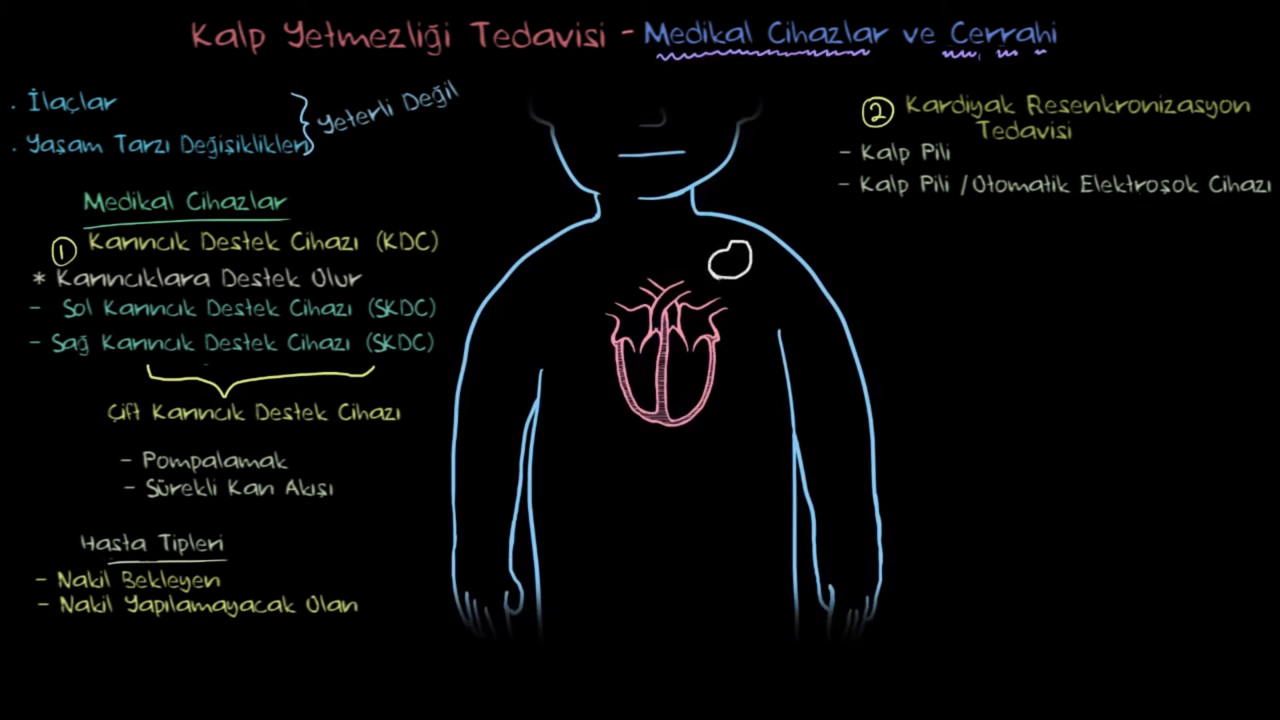 Kalp Yetmezliği Tedavisi - Medikal Cihazlar ve Cerrahi
. İlaçlar
. Yaşam Tarzı Değişiklikleri
Yeterli Değil
Medikal Cihazlar
1 Karıncık Destek Cihazı (KDC)
* Karıncıklara Destek Olur
- Sol Karıncık Destek Cihazı (SKDC)
- Sağ Karıncık Destek Cihazı (SKDC)
Çift Karıncık Destek Cihazı
- Pompalamak
- Sürekli Kan Akışı
Hasta Tipleri
- Nakil Bekleyen
- Nakil Yapılamayacak Olan
2 Kardiyak Resenkronizasyon
Tedavisi
- Kalp Pili
- Kalp Pili / Otomatik Elektroşok Cihazı